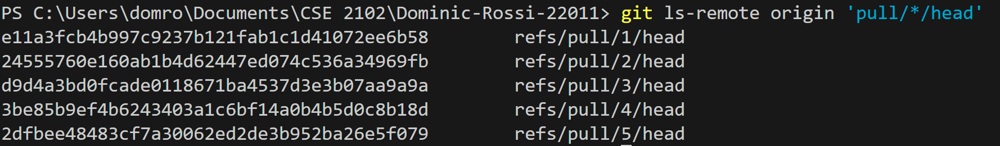 PS C:\Users\domro\Documents\CSE 2102\Dominic-Rossi-22011> git ls-remote origin 'pull/*/head'
e11a3fcb4b997c9237b121fab1c1d41072ee6b58        refs/pull/1/head
24555760e160ab1b4d62447ed074c536a34969fb        refs/pull/2/head
d9d4a3bd0fcade0118671ba4537d3e3b07aa9a9a        refs/pull/3/head
3be85b9ef4b6243403a1c6bf14a0b4b5d0c8b18d        refs/pull/4/head
2dfbee48483cf7a30062ed2de3b952ba26e5f079        refs/pull/5/head